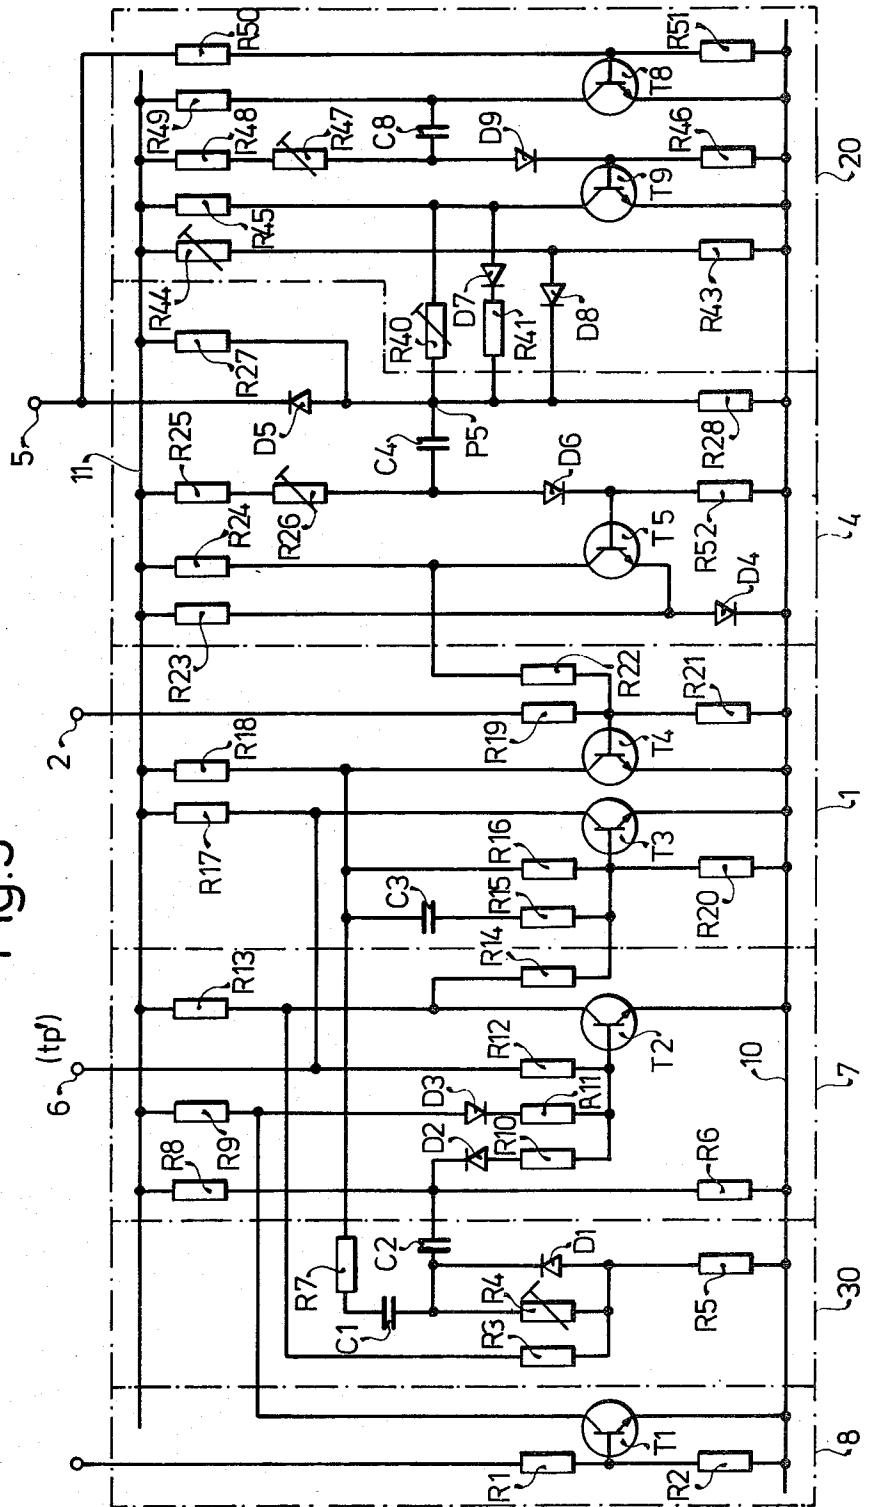 Fig.3
8
30
7
1
4
20
R1
R2
T1
R3
R4
R5
D1
C1
R7
C2
R8
R9
R6
D2
R10
D3
R11
R12
6
(tp')
R13
T2
10
R14
R15
C3
R16
R17
R18
R20
T3
T4
2
R19
R21
R22
R23
R24
R25
R26
11
T5
D4
D6
R52
C4
P5
5
D5
R27
R28
R40
R41
D7
D8
R43
R44
R45
R46
R47
R48
R49
C8
D9
T9
T8
R50
R51